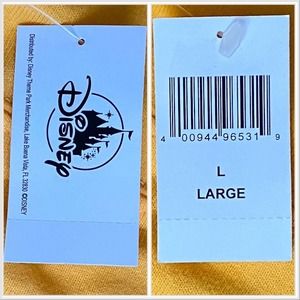 Distributed by: Disney Theme Park Merchandise, Lake Buena Vista, FL 32830 ©DISNEY
DISNEY
4 00944 96531 9
L
LARGE